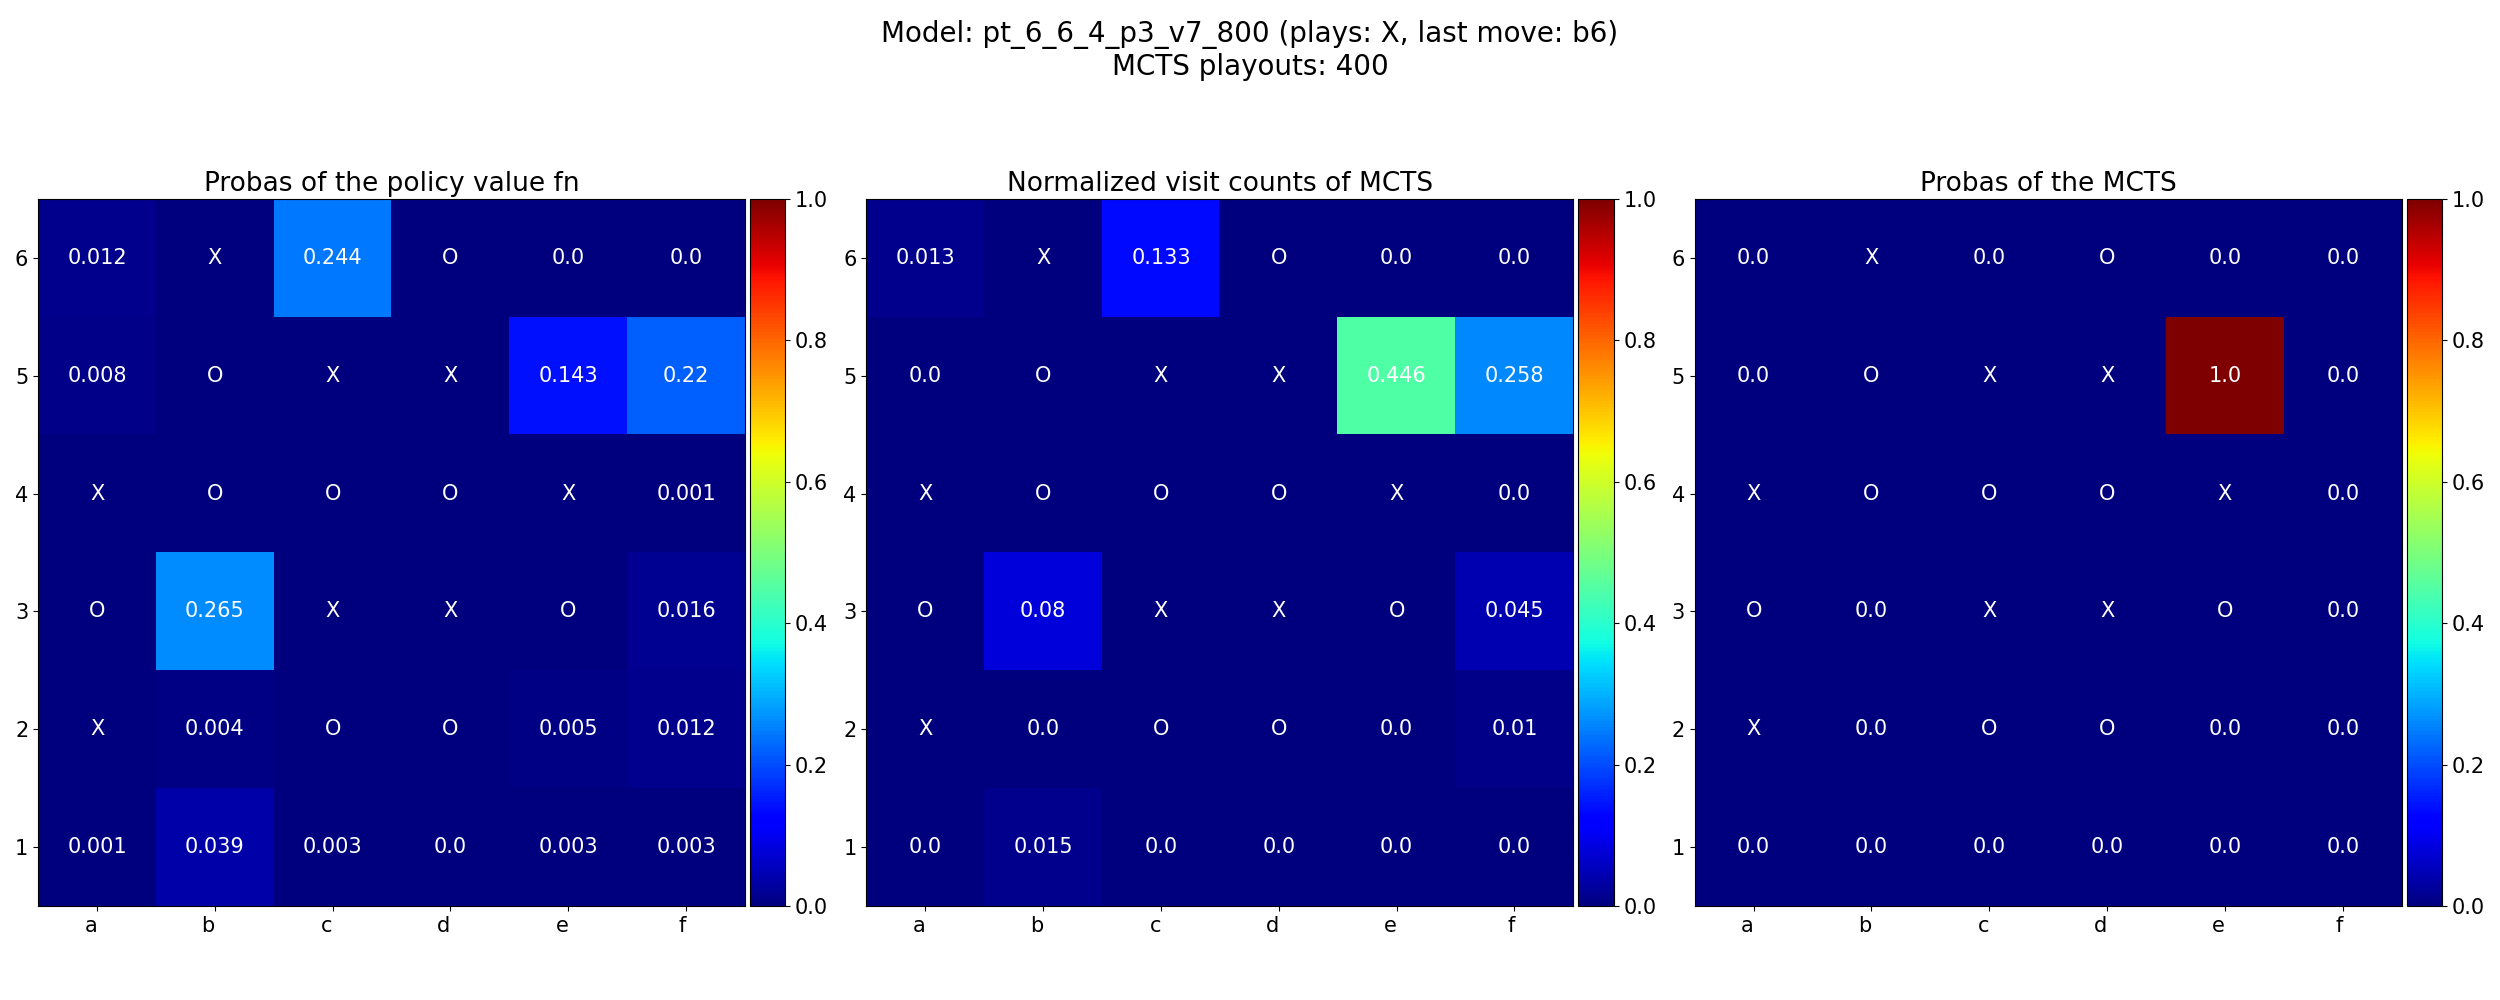 Model: pt_6_6_4_p3_v7_800 (plays: X, last move: b6)
MCTS playouts: 400
Probas of the policy value fn
6 0.012 X 0.244 O 0.0 0.0
5 0.008 O X X 0.143 0.22
4 X O O O X 0.001
3 O 0.265 X X O 0.016
2 X 0.004 O O 0.005 0.012
1 0.001 0.039 0.003 0.0 0.003 0.003
a b c d e f
1.0
0.8
0.6
0.4
0.2
0.0
Normalized visit counts of MCTS
6 0.013 X 0.133 O 0.0 0.0
5 0.0 O X X 0.446 0.258
4 X O O O X 0.0
3 O 0.08 X X O 0.045
2 X 0.0 O O 0.0 0.01
1 0.0 0.015 0.0 0.0 0.0 0.0
a b c d e f
1.0
0.8
0.6
0.4
0.2
0.0
Probas of the MCTS
6 0.0 X 0.0 O 0.0 0.0
5 0.0 O X X 1.0 0.0
4 X O O O X 0.0
3 O 0.0 X X O 0.0
2 X 0.0 O O 0.0 0.0
1 0.0 0.0 0.0 0.0 0.0 0.0
a b c d e f
1.0
0.8
0.6
0.4
0.2
0.0